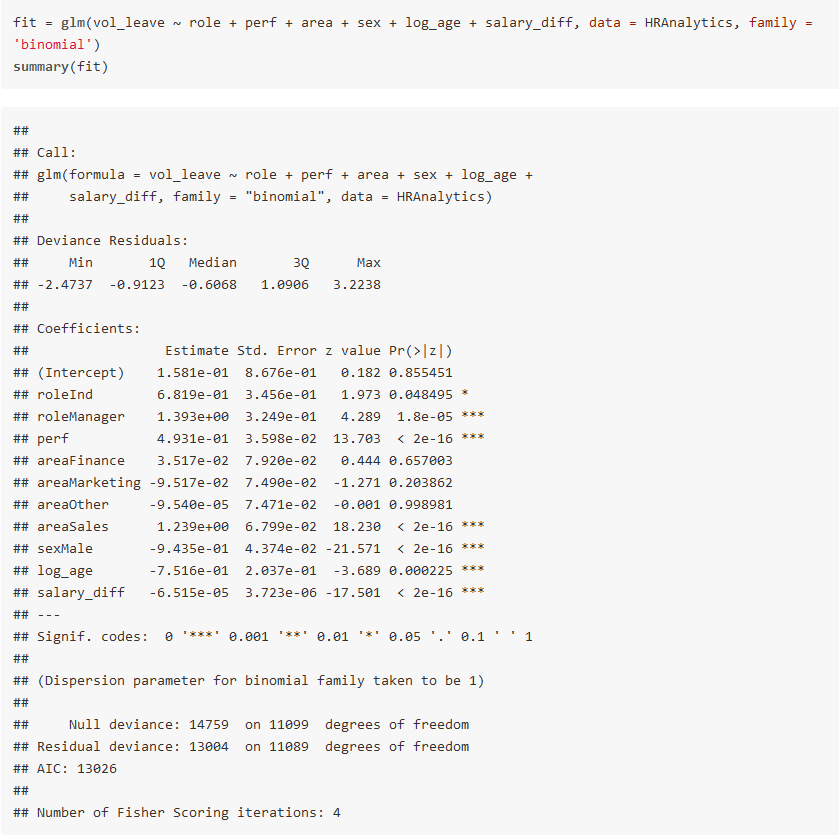 fit = glm(vol_leave ~ role + perf + area + sex + log_age + salary_diff, data = HRAnalytics, family =
'binomial')
summary(fit)
##
## Call:
## glm(formula = vol_leave ~ role + perf + area + sex + log_age +
##     salary_diff, family = "binomial", data = HRAnalytics)
##
## Deviance Residuals:
##     Min       1Q   Median       3Q      Max
## -2.4737  -0.9123  -0.6068   1.0906   3.2238
##
## Coefficients:
##                Estimate Std. Error z value Pr(>|z|)
## (Intercept)    1.581e-01  8.676e-01   0.182 0.855451
## roleInd        6.819e-01  3.456e-01   1.973 0.048495 *
## roleManager    1.393e+00  3.249e-01   4.289  1.8e-05 ***
## perf           4.931e-01  3.598e-02  13.703  < 2e-16 ***
## areaFinance    3.517e-02  7.920e-02   0.444 0.657003
## areaMarketing -9.517e-02  7.490e-02  -1.271 0.203862
## areaOther     -9.540e-05  7.471e-02  -0.001 0.998981
## areaSales      1.239e+00  6.799e-02  18.230  < 2e-16 ***
## sexMale       -9.435e-01  4.374e-02 -21.571  < 2e-16 ***
## log_age       -7.516e-01  2.037e-01  -3.689 0.000225 ***
## salary_diff   -6.515e-05  3.723e-06 -17.501  < 2e-16 ***
## ---
## Signif. codes:  0 '***' 0.001 '**' 0.01 '*' 0.05 '.' 0.1 ' ' 1
##
## (Dispersion parameter for binomial family taken to be 1)
##
##     Null deviance: 14759  on 11099  degrees of freedom
## Residual deviance: 13004  on 11089  degrees of freedom
## AIC: 13026
##
## Number of Fisher Scoring iterations: 4